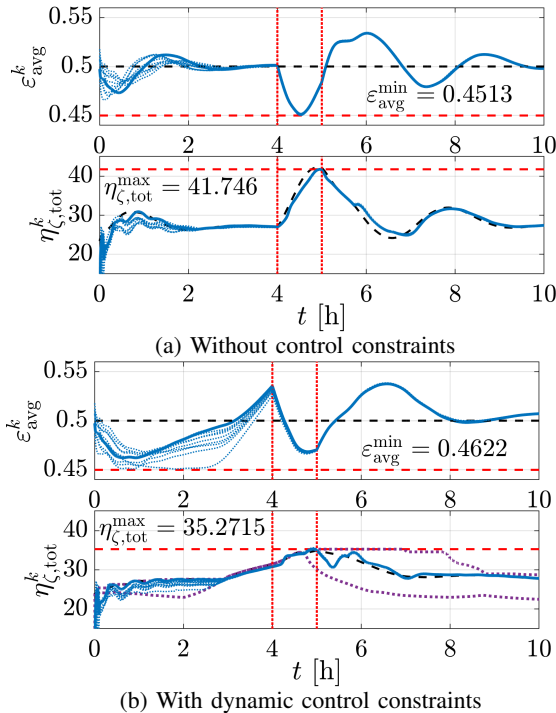 0.55
0.5
0.45
ε^k_avg
ε^min_avg = 0.4513
0 2 4 6 8 10
40
30
20
η^k_ζ,tot
η^max_ζ,tot = 41.746
0 2 4 6 8 10
t [h]
(a) Without control constraints
0.55
0.5
0.45
ε^k_avg
ε^min_avg = 0.4622
0 2 4 6 8 10
40
30
20
η^k_ζ,tot
η^max_ζ,tot = 35.2715
0 2 4 6 8 10
t [h]
(b) With dynamic control constraints